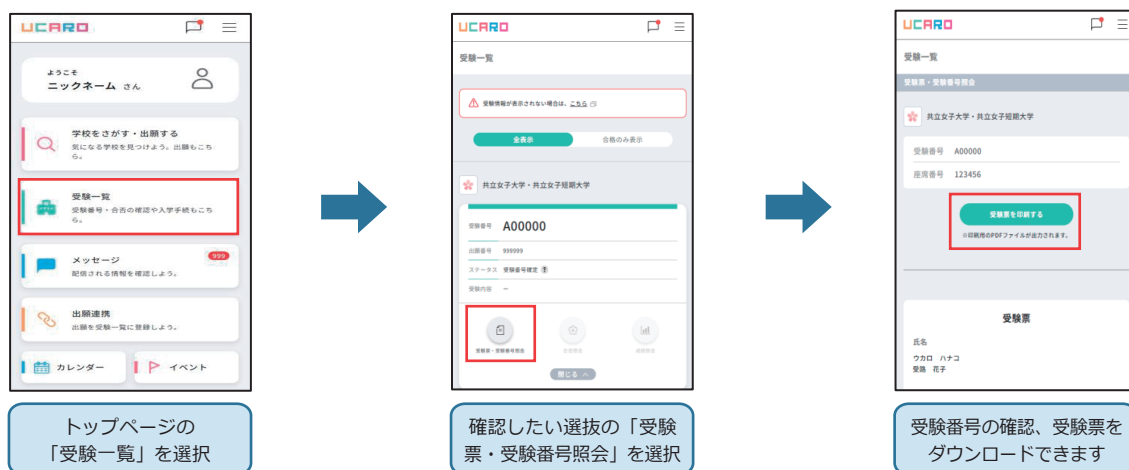 UCARO
ようこそ
ニックネーム さん
学校をさがす・出願する
気になる学校を見つけよう。出願もこち
ら。
受験一覧
受験番号・合否の確認や入学手続もこち
ら。
メッセージ
999
配信される情報を確認しよう。
出願連携
出願を受験一覧に登録しよう。
カレンダー
イベント
トップページの
「受験一覧」を選択
UCARO
受験一覧
受験情報が表示されない場合は、こちら
全表示
合格のみ表示
共立女子大学・共立女子短期大学
受験番号 A00000
出願番号 999999
ステータス 受験番号確定
受験内容 －
受験票・受験番号照会
合否照会
成績照会
閉じる
確認したい選抜の「受験
票・受験番号照会」を選択
UCARO
受験一覧
受験票・受験番号照会
共立女子大学・共立女子短期大学
受験番号 A00000
座席番号 123456
受験票を印刷する
※印刷用のPDFファイルが出力されます。
受験票
氏名
ウカロ ハナコ
受路 花子
受験番号の確認、受験票を
ダウンロードできます